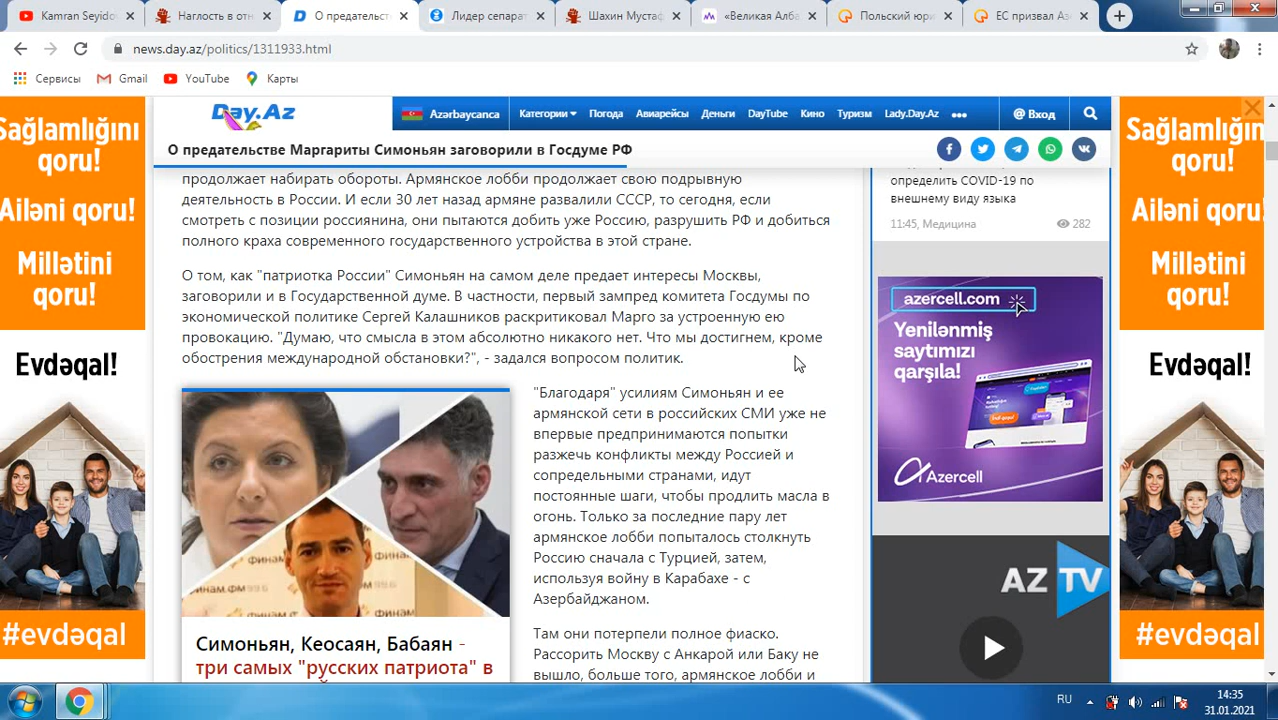 Kamran Seyidov
Наглость в отн
О предательст
Лидер сепарат
Шахин Мустаф
«Великая Алба
Польский юри
ЕС призвал Аз
news.day.az/politics/1311933.html
Сервисы
Gmail
YouTube
Карты
Day.Az
Azərbaycanca
Категории
Погода
Авиарейсы
Деньги
DayTube
Кино
Туризм
Lady.Day.Az
Вход
О предательстве Маргариты Симоньян заговорили в Госдуме РФ
продолжает набирать обороты. Армянское лобби продолжает свою подрывную
деятельность в России. И если 30 лет назад армяне развалили СССР, то сегодня, если
смотреть с позиции россиянина, они пытаются добить уже Россию, разрушить РФ и добиться
полного краха современного государственного устройства в этой стране.
О том, как "патриотка России" Симоньян на самом деле предает интересы Москвы,
заговорили и в Государственной думе. В частности, первый зампред комитета Госдумы по
экономической политике Сергей Калашников раскритиковал Марго за устроенную ею
провокацию. "Думаю, что смысла в этом абсолютно никакого нет. Что мы достигнем, кроме
обострения международной обстановки?", - задался вопросом политик.
"Благодаря" усилиям Симоньян и ее
армянской сети в российских СМИ уже не
впервые предпринимаются попытки
разжечь конфликты между Россией и
сопредельными странами, идут
постоянные шаги, чтобы продлить масла в
огонь. Только за последние пару лет
армянское лобби попыталось столкнуть
Россию сначала с Турцией, затем,
используя войну в Карабахе - с
Азербайджаном.
Там они потерпели полное фиаско.
Рассорить Москву с Анкарой или Баку не
вышло, больше того, армянское лобби и
Симоньян, Кеосаян, Бабаян -
три самых "русских патриота" в
определить COVID-19 по
внешнему виду языка
11:45, Медицина
282
azercell.com
Yenilənmiş
saytımızı
qarşıla!
Azercell
AZ TV
Sağlamlığını
qoru!
Ailəni qoru!
Millətini
qoru!
Evdəqal!
#evdəqal
Sağlamlığın
qoru!
Ailəni qoru!
Millətini
qoru!
Evdəqal!
#evdəqal
RU
14:35
31.01.2021